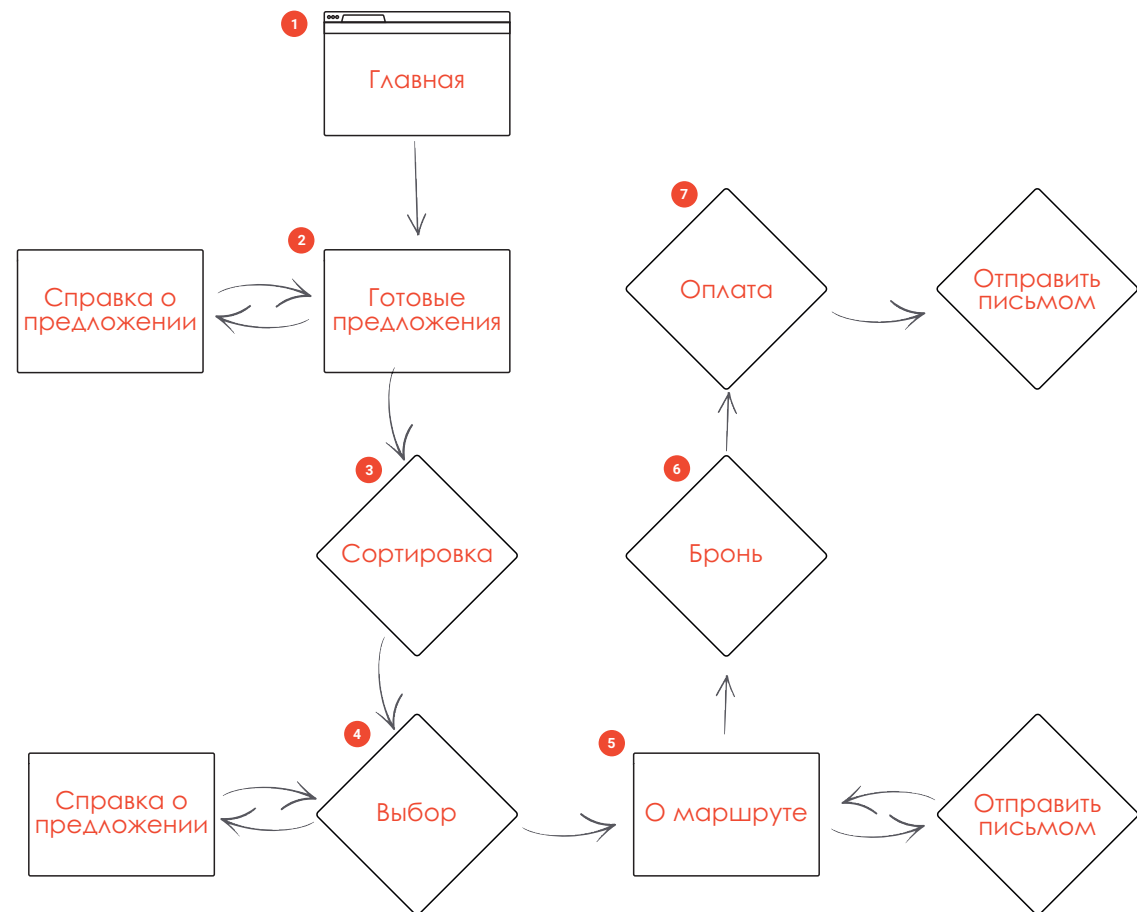 1
Главная
2
Справка о
предложении
Готовые
предложения
3
Сортировка
4
Справка о
предложении
Выбор
5
О маршруте
Отправить
письмом
6
Бронь
7
Оплата
Отправить
письмом